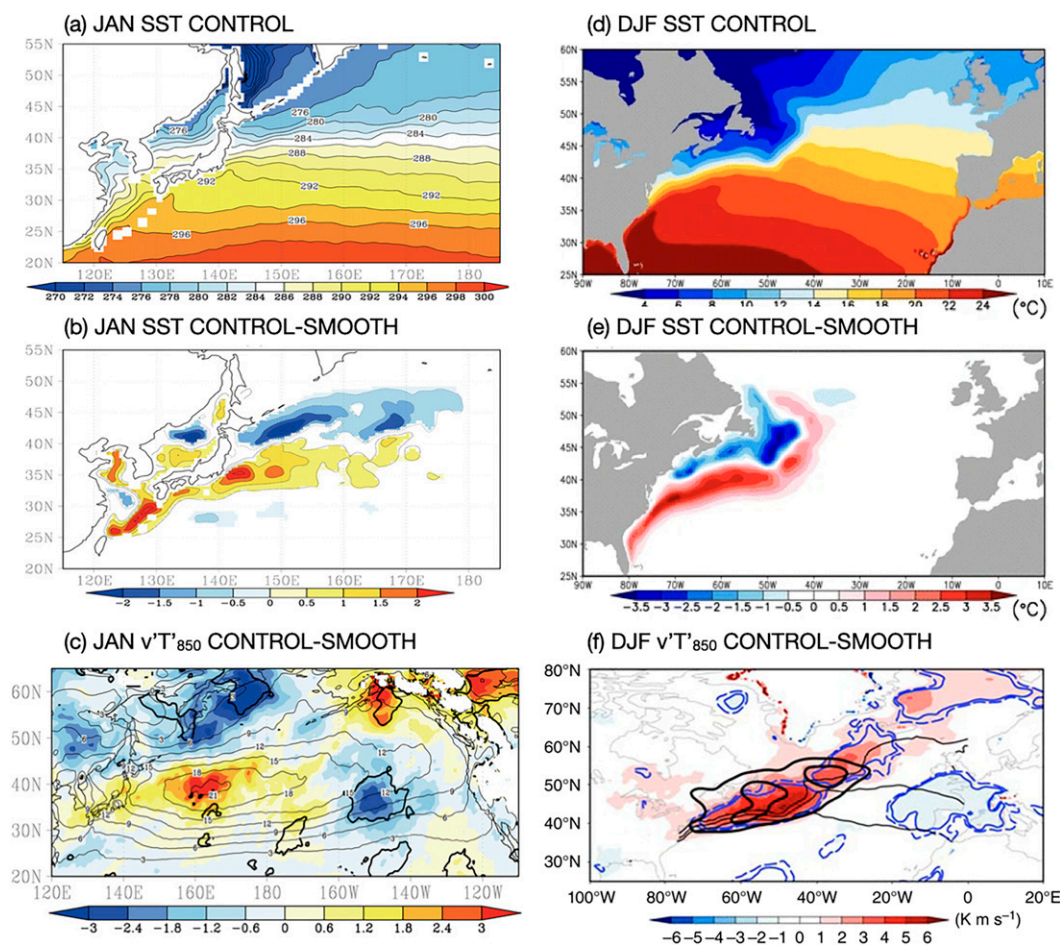 (a) JAN SST CONTROL
55N
50N
45N
40N
35N
30N
25N
20N
276
276
280
284
288
288
292
292
292
296
296
120E
130E
140E
150E
160E
170E
180
270 272 274 276 278 280 282 284 286 288 290 292 294 296 298 300
(b) JAN SST CONTROL-SMOOTH
55N
50N
45N
40N
35N
30N
25N
20N
120E
130E
140E
150E
160E
170E
180
−2 −1.5 −1 −0.5 0 0.5 1 1.5 2
(c) JAN v'T'₈₅₀ CONTROL-SMOOTH
60N
50N
40N
30N
20N
120E
140E
160E
180
160W
140W
120W
−3 −2.4 −1.8 −1.2 −0.6 0 0.6 1.2 1.8 2.4 3
(d) DJF SST CONTROL
60N
55N
50N
45N
40N
35N
30N
25N
90W
80W
70W
60W
50W
40W
30W
20W
10W
0
10E
4 6 8 10 12 14 16 18 20 22 24 (°C)
(e) DJF SST CONTROL-SMOOTH
60N
55N
50N
45N
40N
35N
30N
25N
90W
80W
70W
60W
50W
40W
30W
20W
10W
0
10E
−3.5 −3 −2.5 −2 −1.5 −1 −0.5 0 0.5 1 1.5 2 2.5 3 3.5 (°C)
(f) DJF v'T'₈₅₀ CONTROL-SMOOTH
80°N
70°N
60°N
50°N
40°N
30°N
100°W
80°W
60°W
40°W
20°W
0
20°E
−6 −5 −4 −3 −2 −1 0 1 2 3 4 5 6 (K m s⁻¹)